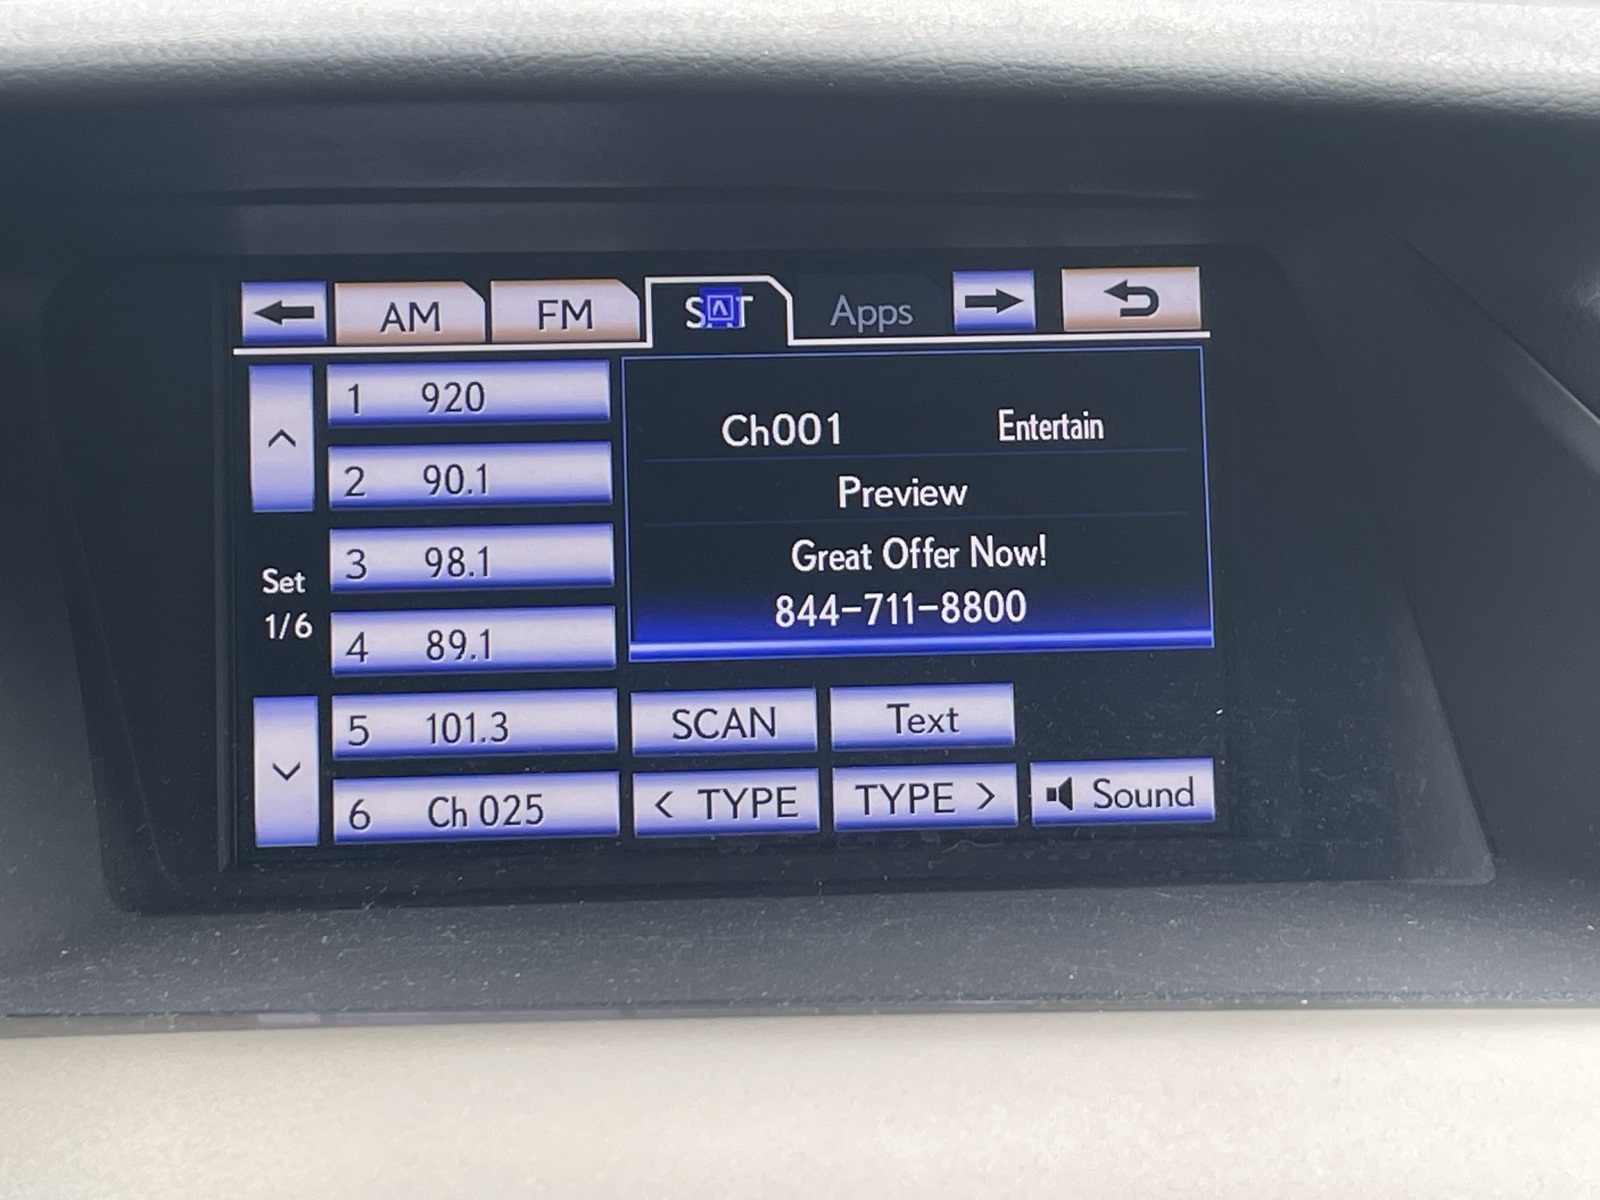 AM FM SAT Apps
1 920
2 90.1
3 98.1
4 89.1
5 101.3
6 Ch 025
Set
1/6
Ch001 Entertain
Preview
Great Offer Now!
844-711-8800
SCAN Text
< TYPE TYPE > Sound